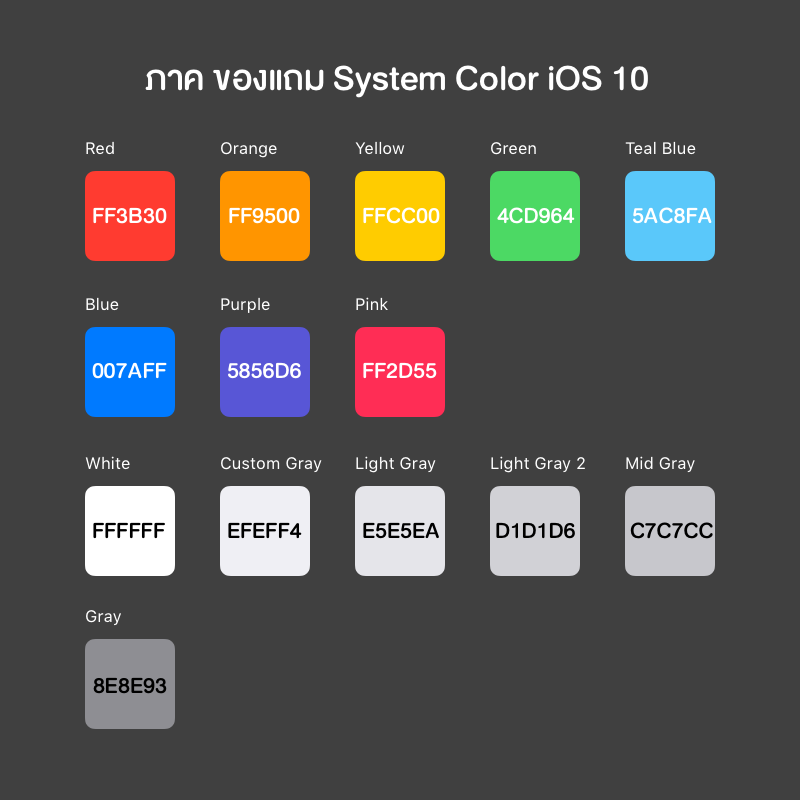 ภาค ของแถม System Color iOS 10
Red Orange Yellow Green Teal Blue
FF3B30 FF9500 FFCC00 4CD964 5AC8FA
Blue Purple Pink
007AFF 5856D6 FF2D55
White Custom Gray Light Gray Light Gray 2 Mid Gray
FFFFFF EFEFF4 E5E5EA D1D1D6 C7C7CC
Gray
8E8E93